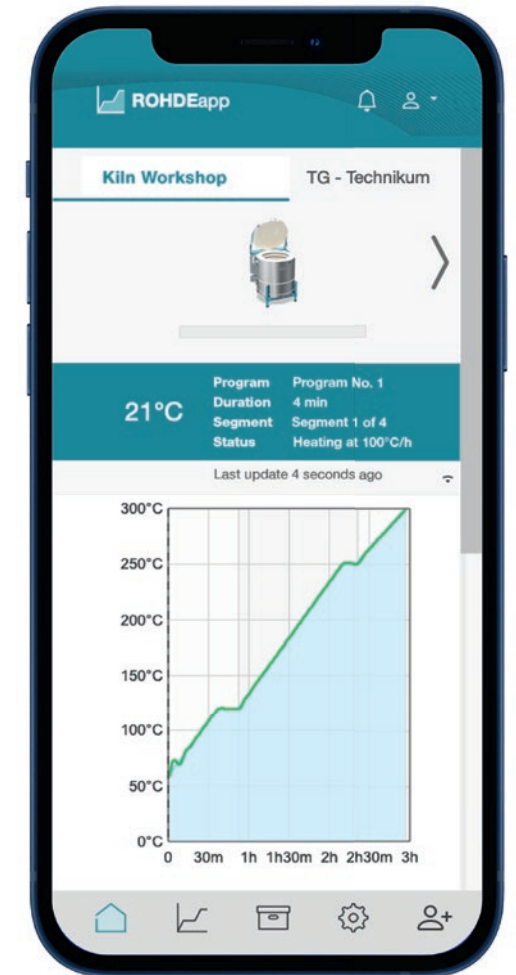 ROHDEapp
Kiln Workshop TG - Technikum
21°C
Program Program No. 1
Duration 4 min
Segment Segment 1 of 4
Status Heating at 100°C/h
Last update 4 seconds ago
300°C
250°C
200°C
150°C
100°C
50°C
0°C
0 30m 1h 1h30m 2h 2h30m 3h